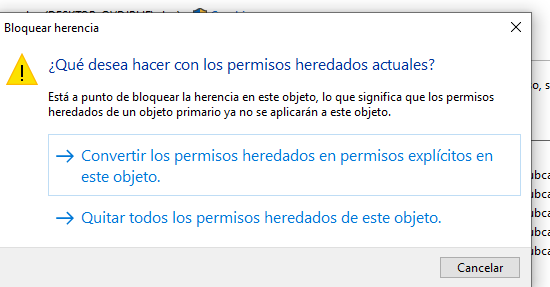 Bloquear herencia
¿Qué desea hacer con los permisos heredados actuales?
Está a punto de bloquear la herencia en este objeto, lo que significa que los permisos
heredados de un objeto primario ya no se aplicarán a este objeto.
Convertir los permisos heredados en permisos explícitos en
este objeto.
Quitar todos los permisos heredados de este objeto.
Cancelar